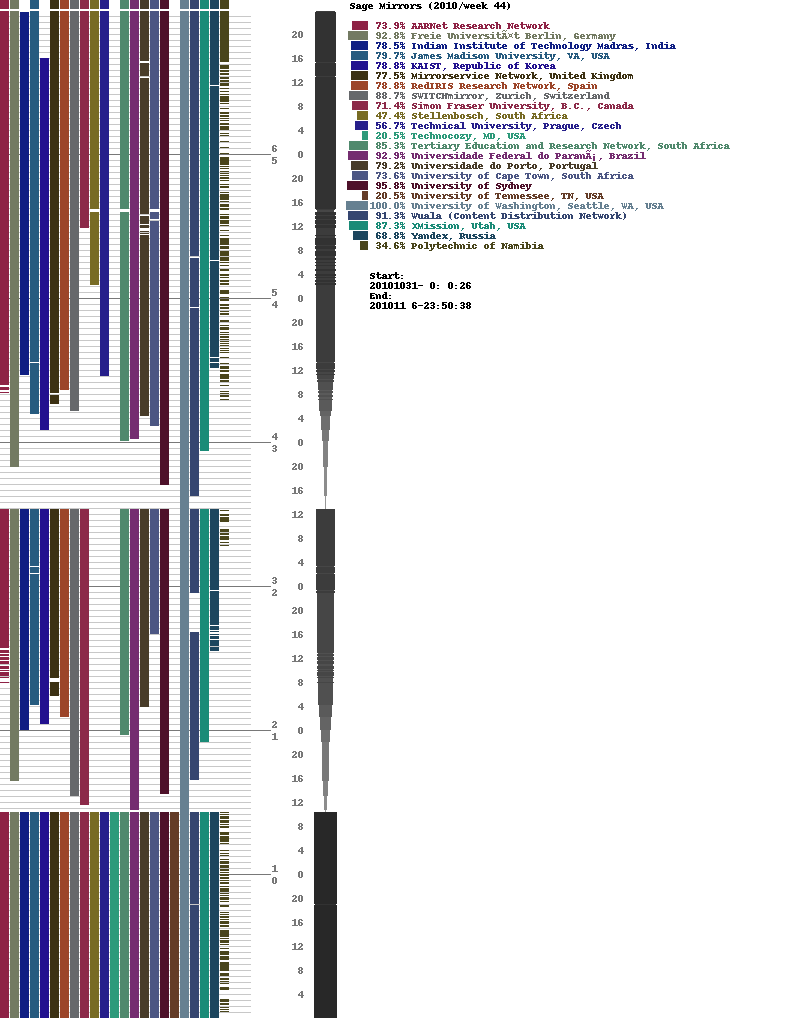 Sage Mirrors (2010/week 44)
73.9% AARNet Research Network
92.8% Freie UniversitÃ¤t Berlin, Germany
78.5% Indian Institute of Technology Madras, India
79.7% James Madison University, VA, USA
78.8% KAIST, Republic of Korea
77.5% Mirrorservice Network, United Kingdom
78.8% RedIRIS Research Network, Spain
88.7% SWITCHmirror, Zurich, Switzerland
71.4% Simon Fraser University, B.C., Canada
47.4% Stellenbosch, South Africa
56.7% Technical University, Prague, Czech
20.5% Technocozy, MD, USA
85.3% Tertiary Education and Research Network, South Africa
92.9% Universidade Federal do ParanÃ¡, Brazil
79.2% Universidade do Porto, Portugal
73.6% University of Cape Town, South Africa
95.8% University of Sydney
20.5% University of Tennessee, TN, USA
100.0% University of Washington, Seattle, WA, USA
91.3% Wuala (Content Distribution Network)
87.3% XMission, Utah, USA
68.8% Yandex, Russia
34.6% Polytechnic of Namibia
Start:
20101031- 0: 0:26
End:
201011 6-23:50:38
20
16
12
8
4
6
0
5
20
16
12
8
4
5
0
4
20
16
12
8
4
4
0
3
20
16
12
8
4
3
0
2
20
16
12
8
4
2
0
1
20
16
12
8
4
1
0
0
20
16
12
8
4